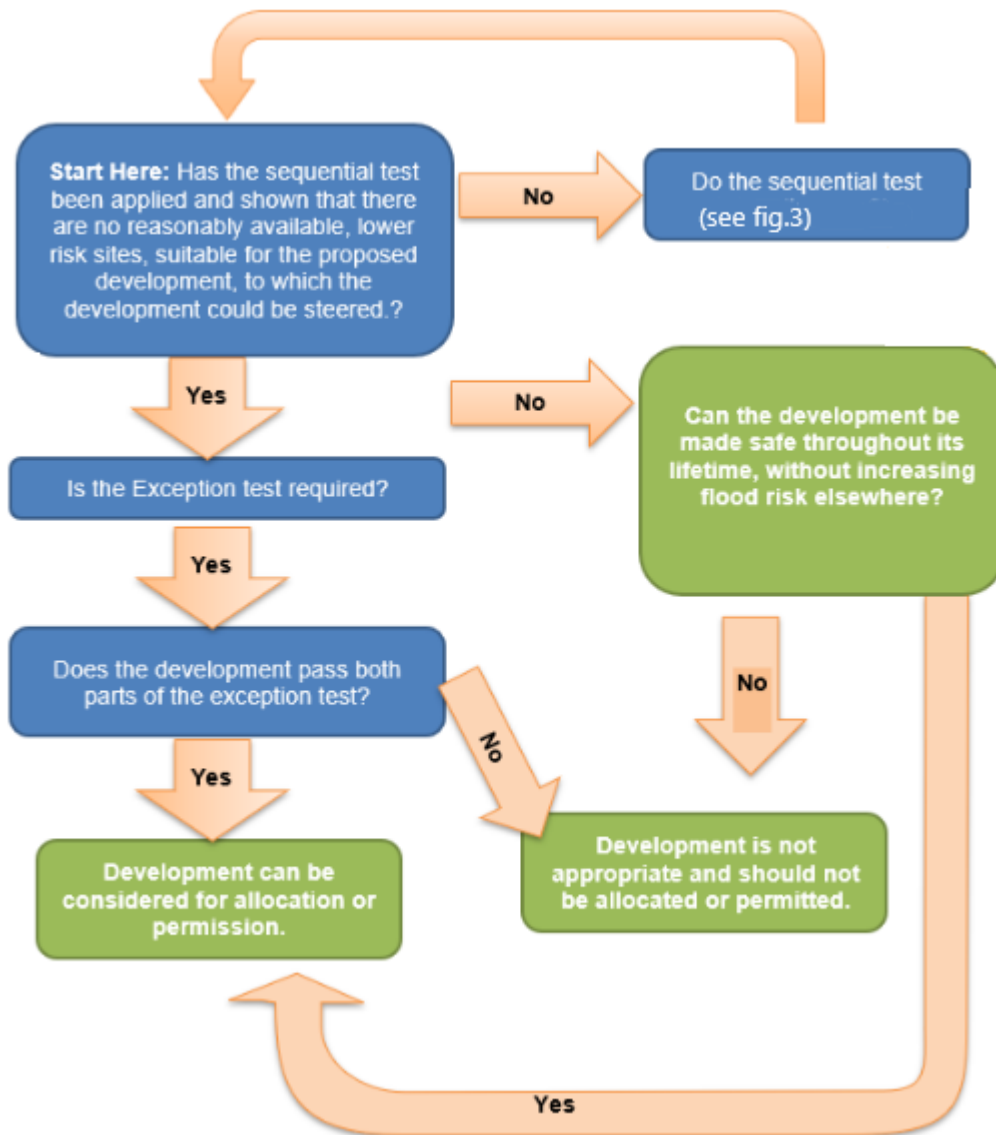 Start Here: Has the sequential test
been applied and shown that there
are no reasonably available, lower
risk sites, suitable for the proposed
development, to which the
development could be steered.?
No
Do the sequential test
(see fig.3)
Yes
No
Can the development be
made safe throughout its
lifetime, without increasing
flood risk elsewhere?
Is the Exception test required?
Yes
Does the development pass both
parts of the exception test?
No
No
Yes
Development can be
considered for allocation or
permission.
Development is not
appropriate and should not
be allocated or permitted.
Yes